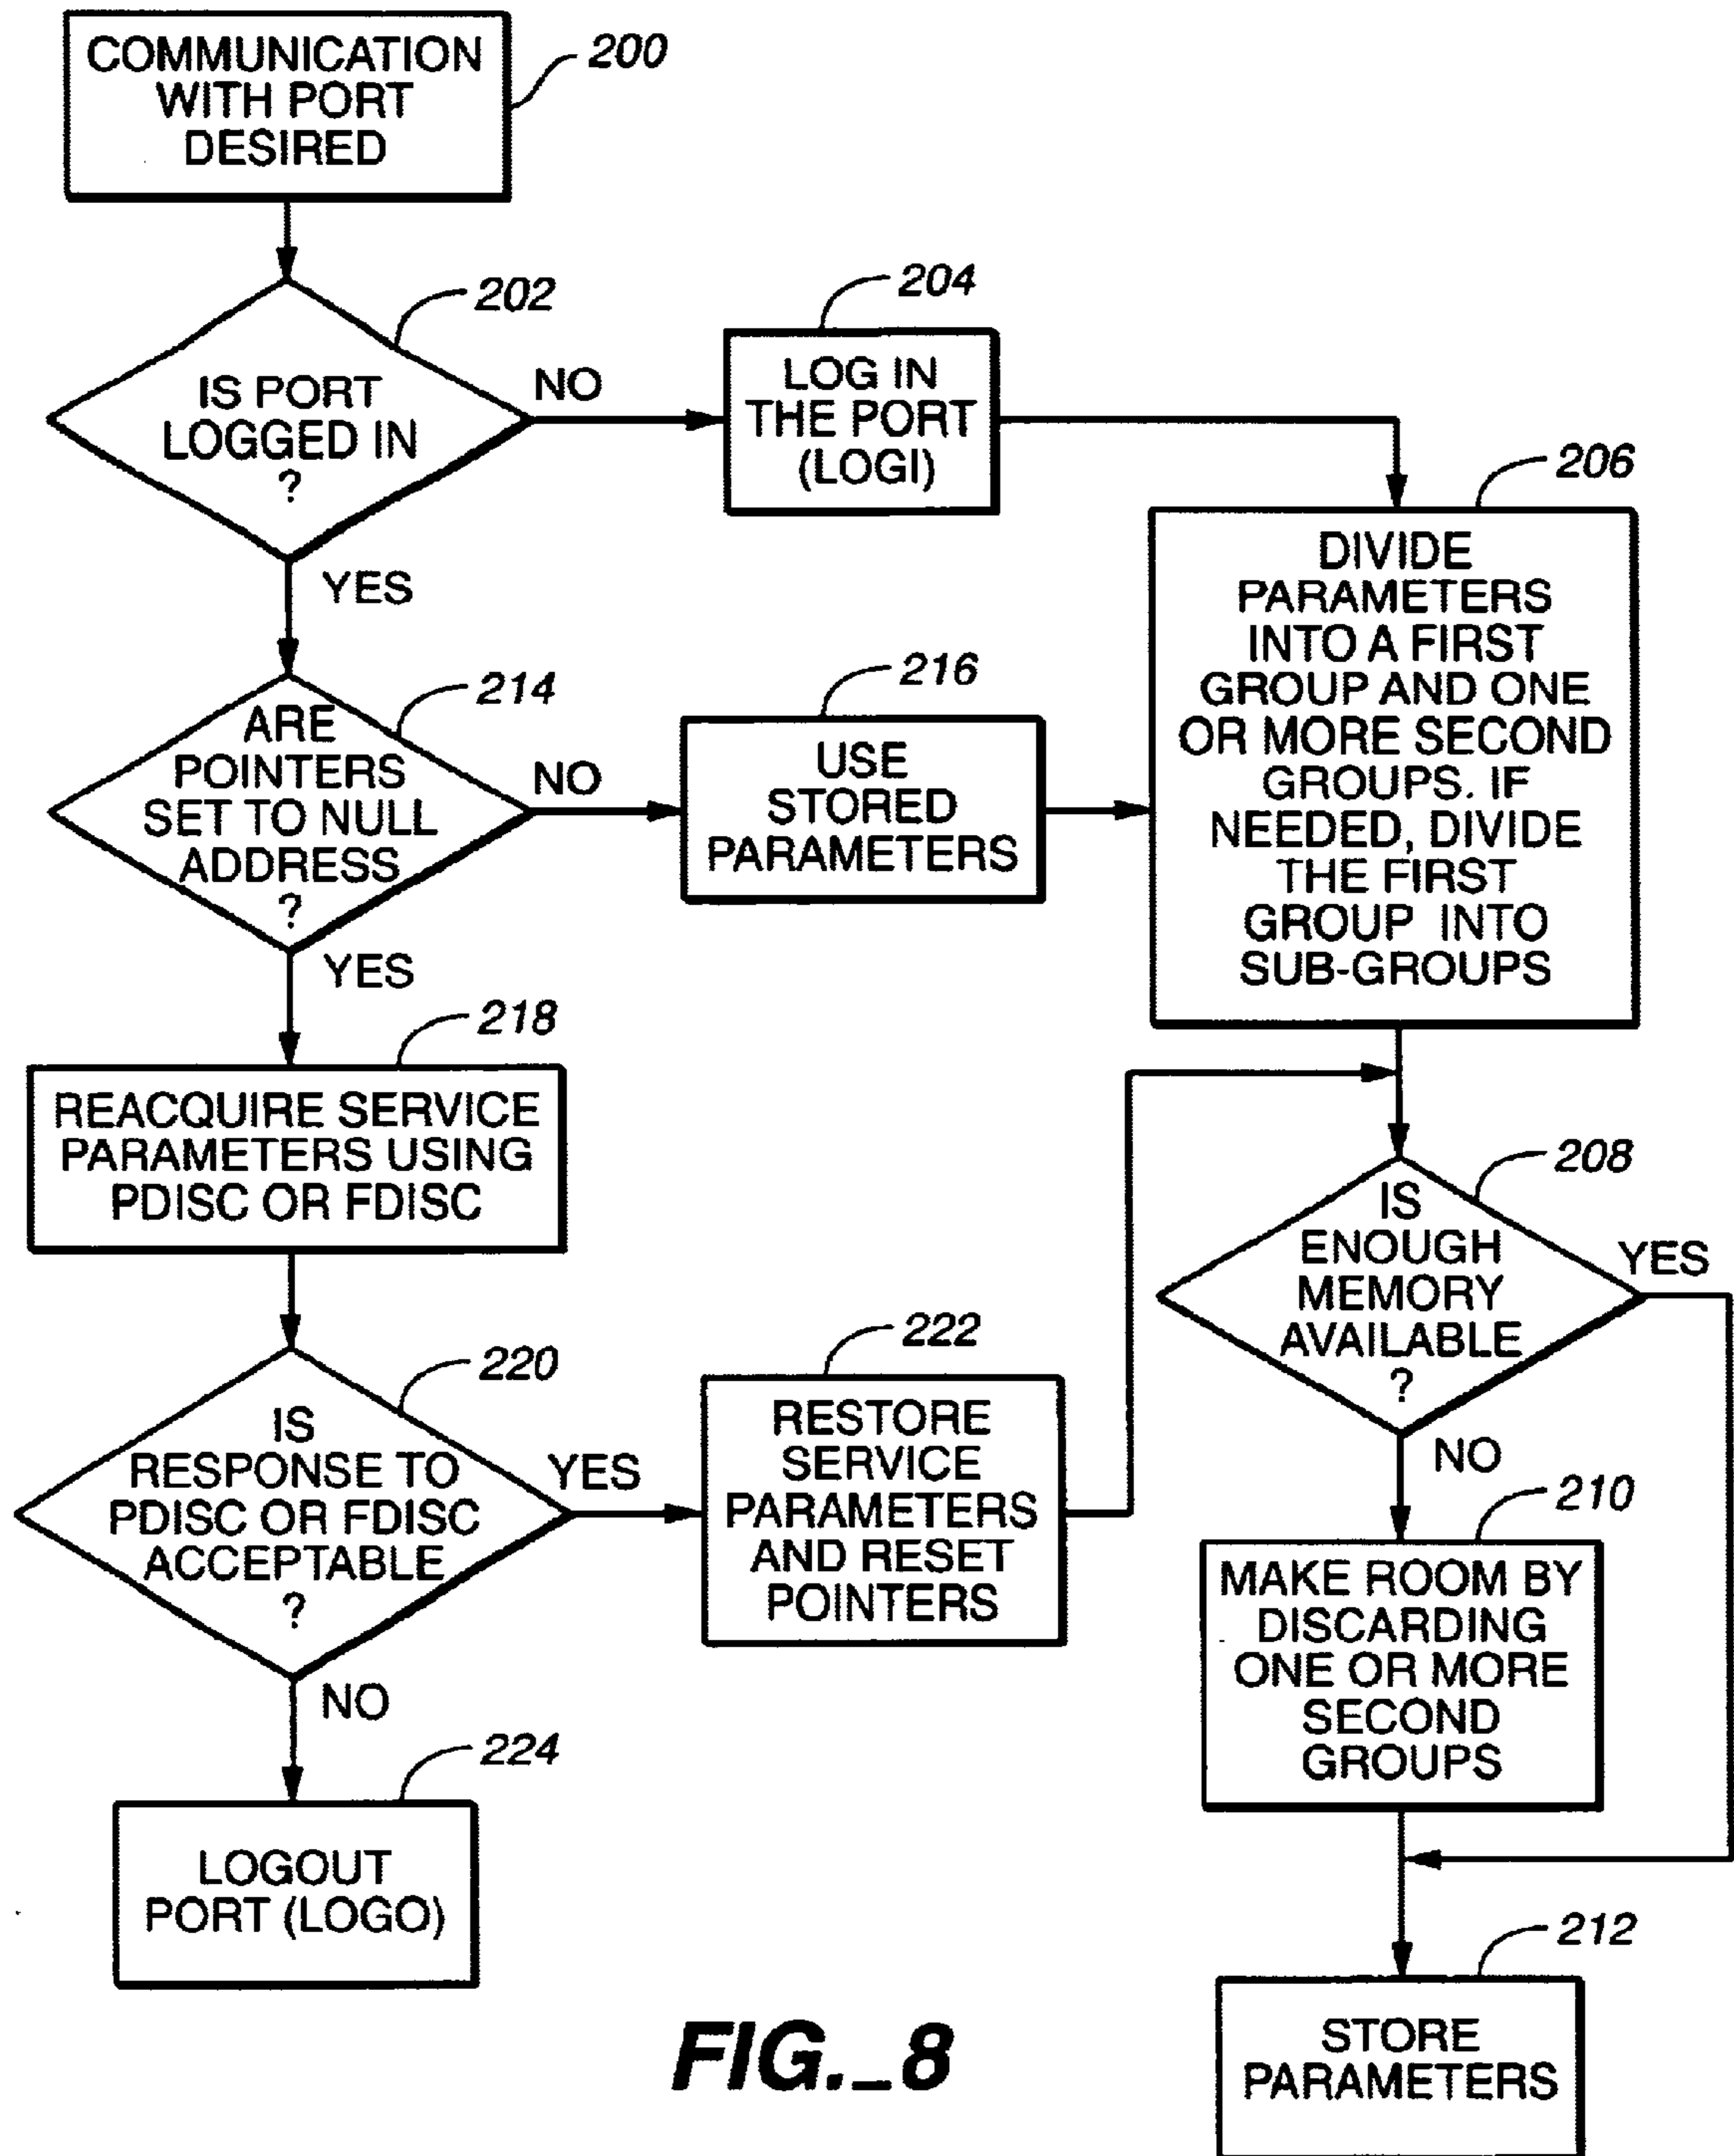 COMMUNICATION
WITH PORT
DESIRED
200
202
IS PORT
LOGGED IN
?
NO
YES
204
LOG IN
THE PORT
(LOGI)
206
DIVIDE
PARAMETERS
INTO A FIRST
GROUP AND ONE
OR MORE SECOND
GROUPS. IF
NEEDED, DIVIDE
THE FIRST
GROUP INTO
SUB-GROUPS
214
ARE
POINTERS
SET TO NULL
ADDRESS
?
NO
YES
216
USE
STORED
PARAMETERS
218
REACQUIRE SERVICE
PARAMETERS USING
PDISC OR FDISC
208
IS
ENOUGH
MEMORY
AVAILABLE
?
YES
NO
220
IS
RESPONSE TO
PDISC OR FDISC
ACCEPTABLE
?
YES
NO
222
RESTORE
SERVICE
PARAMETERS
AND RESET
POINTERS
210
MAKE ROOM BY
DISCARDING
ONE OR MORE
SECOND
GROUPS
224
LOGOUT
PORT (LOGO)
212
STORE
PARAMETERS
FIG._8